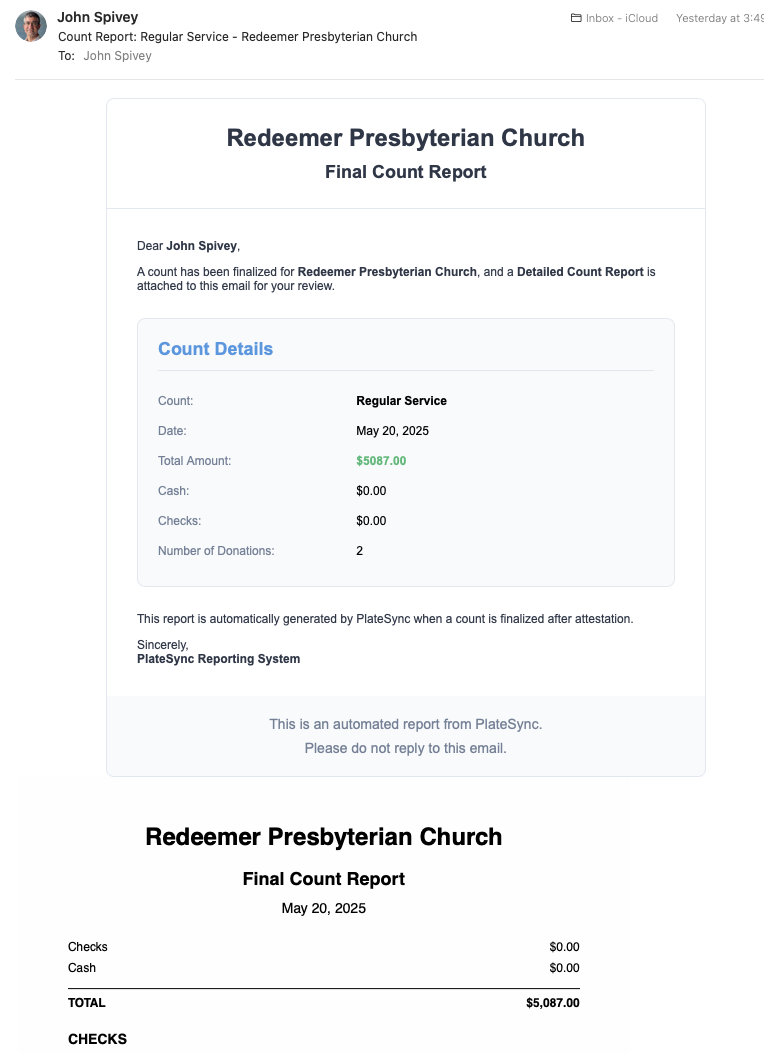 John Spivey
Inbox - iCloud Yesterday at 3:49
Count Report: Regular Service - Redeemer Presbyterian Church
To: John Spivey
Redeemer Presbyterian Church
Final Count Report
Dear John Spivey,
A count has been finalized for Redeemer Presbyterian Church, and a Detailed Count Report is
attached to this email for your review.
Count Details
Count: Regular Service
Date: May 20, 2025
Total Amount: $5087.00
Cash: $0.00
Checks: $0.00
Number of Donations: 2
This report is automatically generated by PlateSync when a count is finalized after attestation.
Sincerely,
PlateSync Reporting System
This is an automated report from PlateSync.
Please do not reply to this email.
Redeemer Presbyterian Church
Final Count Report
May 20, 2025
Checks $0.00
Cash $0.00
TOTAL $5,087.00
CHECKS